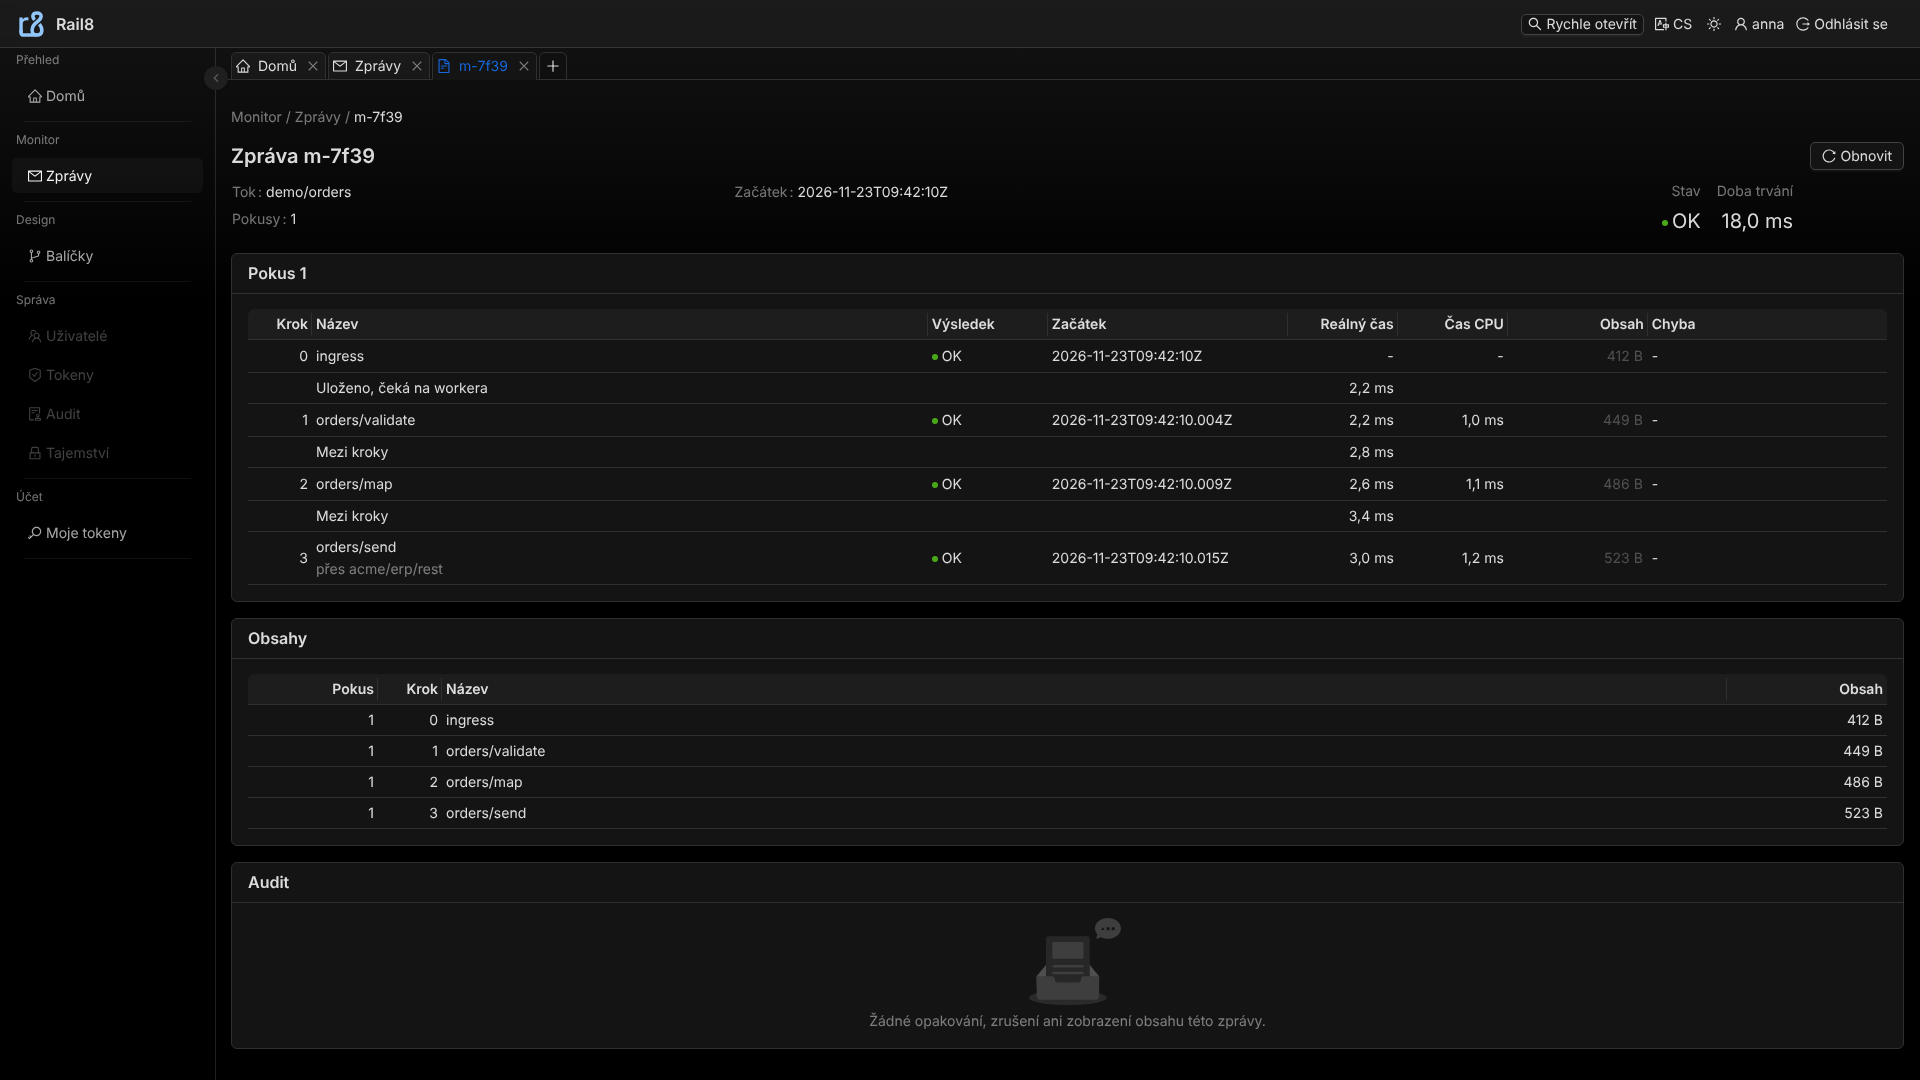 Rail8
Rychle otevřít
CS
anna
Odhlásit se
Přehled
Domů
Monitor
Zprávy
Design
Balíčky
Správa
Uživatelé
Tokeny
Audit
Tajemství
Účet
Moje tokeny
Domů
Zprávy
m-7f39
Monitor / Zprávy / m-7f39
Zpráva m-7f39
Obnovit
Tok: demo/orders
Začátek: 2026-11-23T09:42:10Z
Pokusy: 1
Stav
OK
Doba trvání
18,0 ms
Pokus 1
Krok Název Výsledek Začátek Reálný čas Čas CPU Obsah Chyba
0 ingress OK 2026-11-23T09:42:10Z - - 412 B -
Uloženo, čeká na workera 2,2 ms
1 orders/validate OK 2026-11-23T09:42:10.004Z 2,2 ms 1,0 ms 449 B -
Mezi kroky 2,8 ms
2 orders/map OK 2026-11-23T09:42:10.009Z 2,6 ms 1,1 ms 486 B -
Mezi kroky 3,4 ms
3 orders/send OK 2026-11-23T09:42:10.015Z 3,0 ms 1,2 ms 523 B -
přes acme/erp/rest
Obsahy
Pokus Krok Název Obsah
1 0 ingress 412 B
1 1 orders/validate 449 B
1 2 orders/map 486 B
1 3 orders/send 523 B
Audit
Žádné opakování, zrušení ani zobrazení obsahu této zprávy.